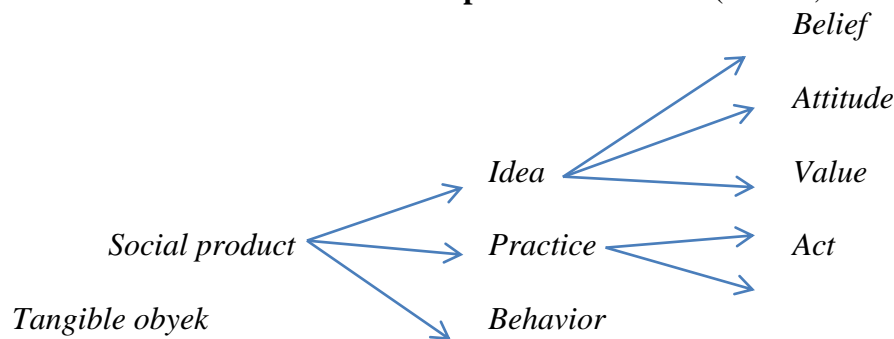 Belief
Attitude
Idea Value
Social product Practice Act
Tangible obyek Behavior